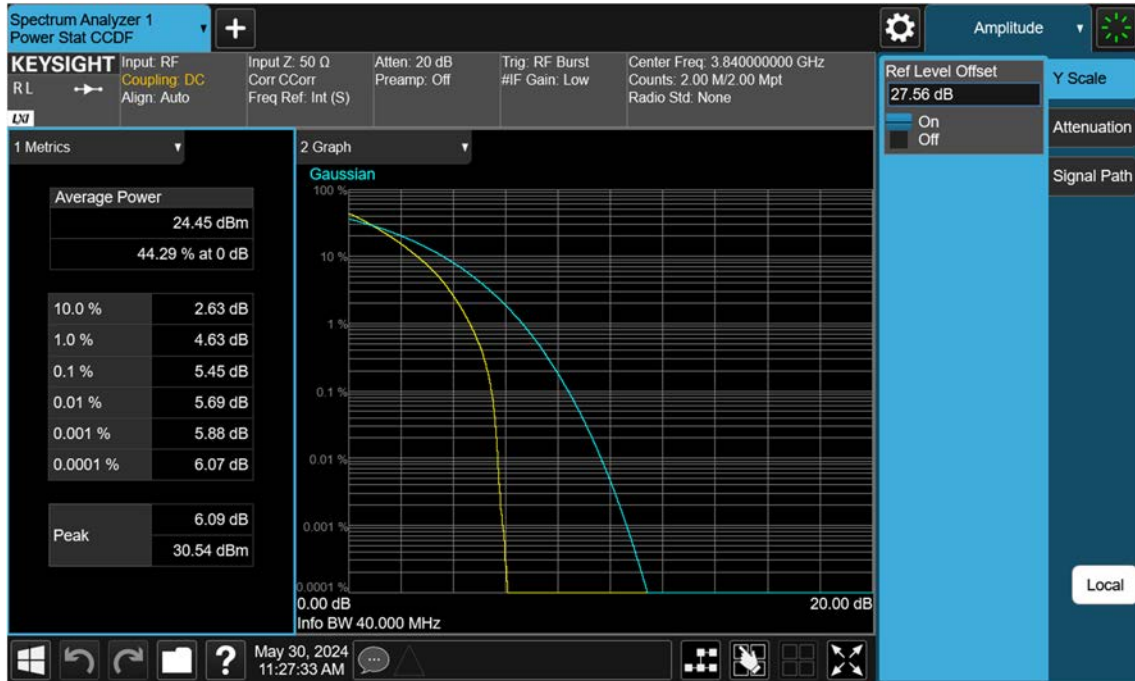 Spectrum Analyzer 1
Power Stat CCDF
+
Amplitude
KEYSIGHT
R L
LXI
Input: RF
Coupling: DC
Align: Auto
Input Z: 50 Ω
Corr CCorr
Freq Ref: Int (S)
Atten: 20 dB
Preamp: Off
Trig: RF Burst
#IF Gain: Low
Center Freq: 3.840000000 GHz
Counts: 2.00 M/2.00 Mpt
Radio Std: None
Ref Level Offset
27.56 dB
On
Off
Y Scale
Attenuation
Signal Path
1 Metrics
Average Power
24.45 dBm
44.29 % at 0 dB
10.0 % 2.63 dB
1.0 % 4.63 dB
0.1 % 5.45 dB
0.01 % 5.69 dB
0.001 % 5.88 dB
0.0001 % 6.07 dB
Peak
6.09 dB
30.54 dBm
2 Graph
Gaussian
100 %
10 %
1 %
0.1 %
0.01 %
0.001 %
0.0001 %
0.00 dB 20.00 dB
Info BW 40.000 MHz
Local
?
May 30, 2024
11:27:33 AM